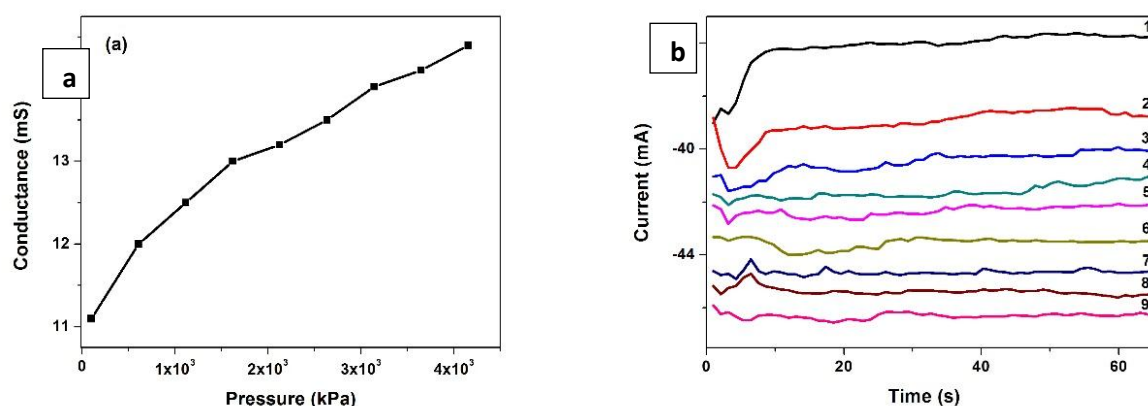 (a)
a
Conductance (mS)
13
12
11
0
1x10³
2x10³
3x10³
4x10³
Pressure (kPa)
b
Current (mA)
-40
-44
1
2
3
4
5
6
7
8
9
0
20
40
60
Time (s)